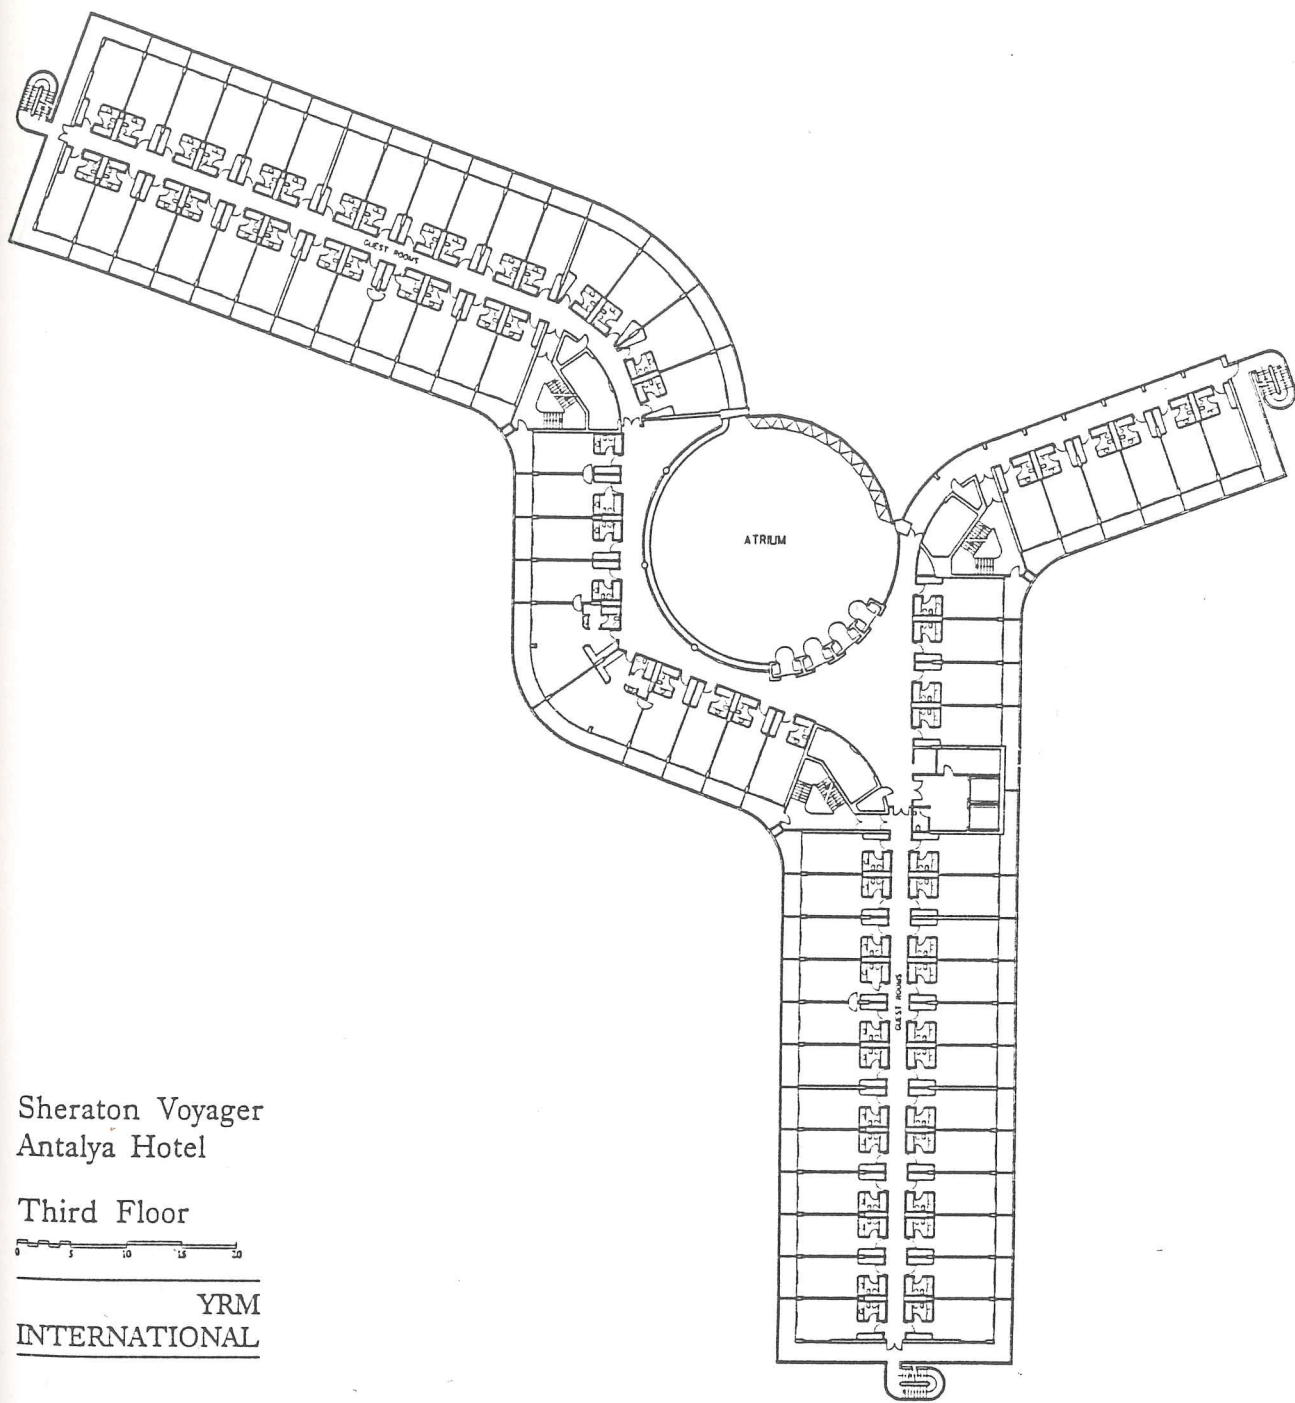 GUEST ROOMS
ATRIUM
GUEST ROOMS
Sheraton Voyager
Antalya Hotel
Third Floor
0 5 10 15 20
YRM
INTERNATIONAL